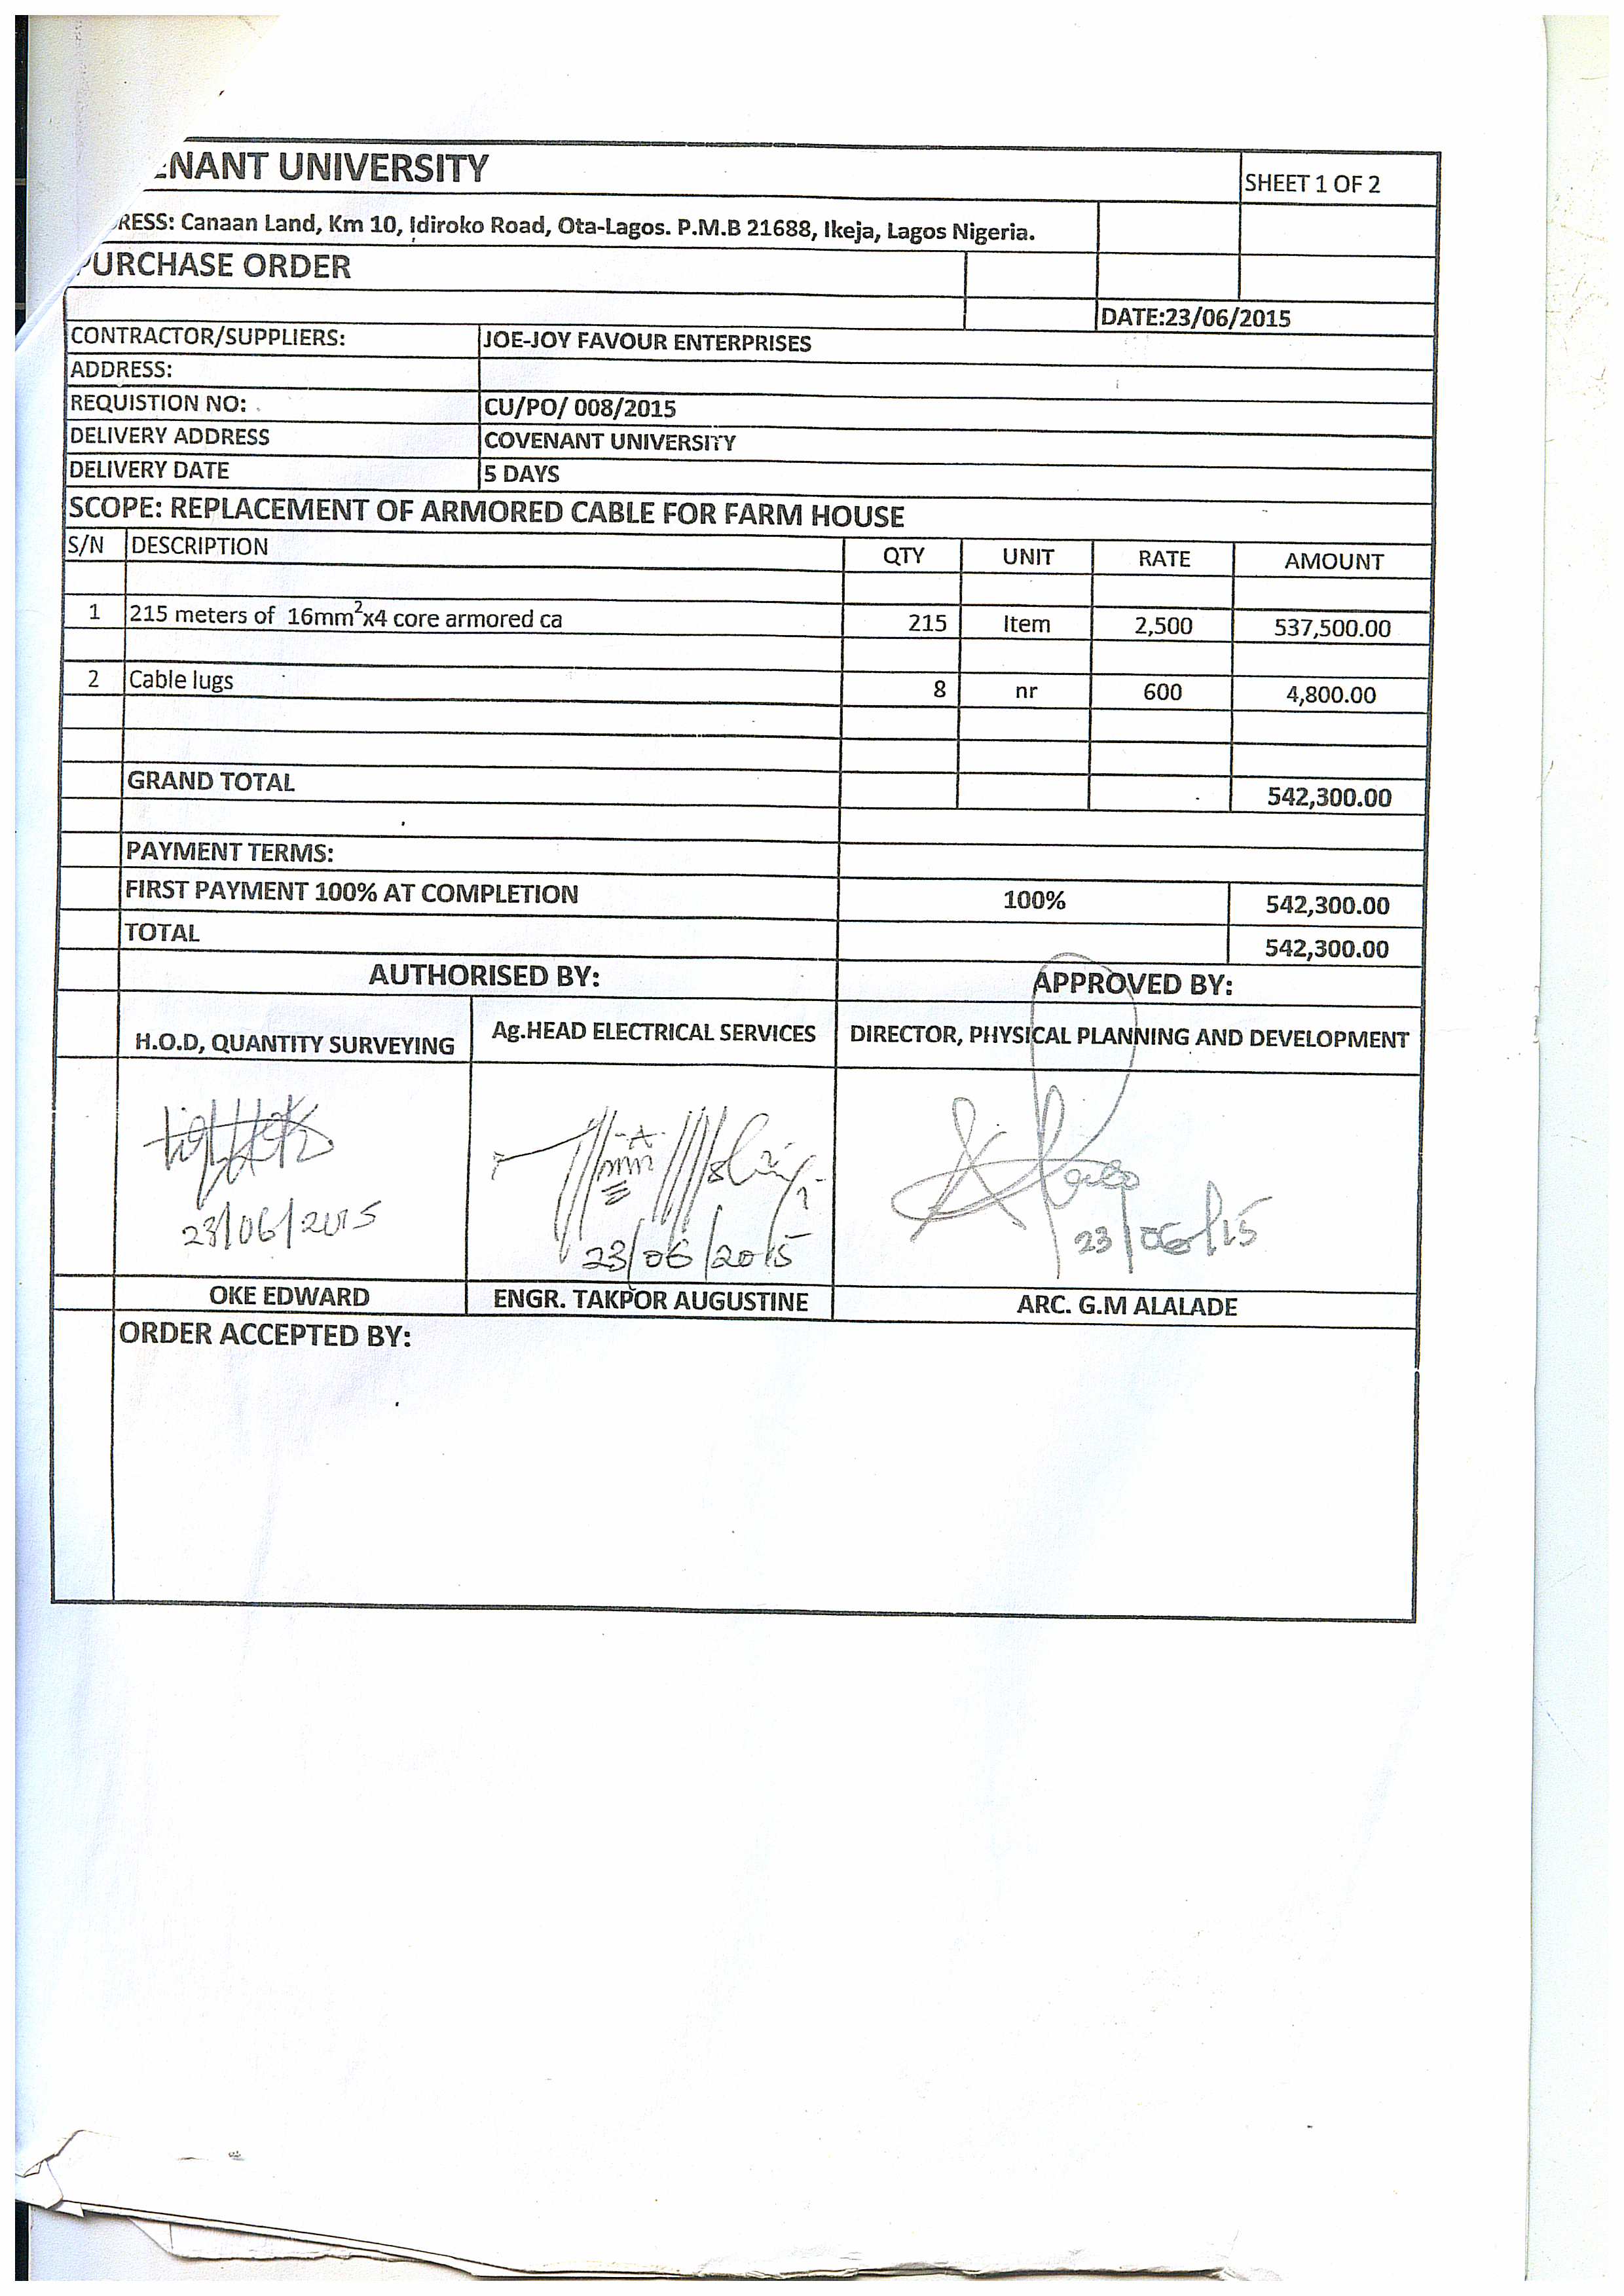 ENANT UNIVERSITY
SHEET 1 OF 2
RESS: Canaan Land, Km 10, Idiroko Road, Ota-Lagos. P.M.B 21688, Ikeja, Lagos Nigeria.
PURCHASE ORDER
DATE:23/06/2015
CONTRACTOR/SUPPLIERS: JOE-JOY FAVOUR ENTERPRISES
ADDRESS:
REQUISTION NO: CU/PO/ 008/2015
DELIVERY ADDRESS COVENANT UNIVERSITY
DELIVERY DATE 5 DAYS
SCOPE: REPLACEMENT OF ARMORED CABLE FOR FARM HOUSE
S/N DESCRIPTION QTY UNIT RATE AMOUNT
1 215 meters of 16mm²x4 core armored ca 215 Item 2,500 537,500.00
2 Cable lugs 8 nr 600 4,800.00
GRAND TOTAL 542,300.00
PAYMENT TERMS:
FIRST PAYMENT 100% AT COMPLETION 100% 542,300.00
TOTAL 542,300.00
AUTHORISED BY: APPROVED BY:
H.O.D, QUANTITY SURVEYING Ag.HEAD ELECTRICAL SERVICES DIRECTOR, PHYSICAL PLANNING AND DEVELOPMENT
23/06/2015 23/06/2015 23/06/15
OKE EDWARD ENGR. TAKPOR AUGUSTINE ARC. G.M ALALADE
ORDER ACCEPTED BY: